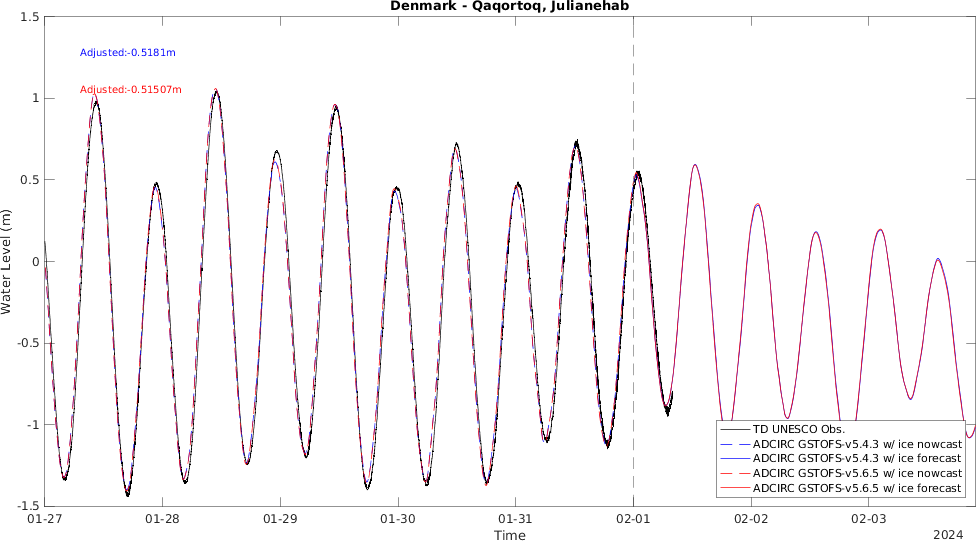 Denmark - Qaqortoq, Julianehab
1.5
Adjusted:-0.5181m
Adjusted:-0.51507m
1
0.5
0
-0.5
-1
-1.5
Water Level (m)
TD UNESCO Obs.
ADCIRC GSTOFS-v5.4.3 w/ ice nowcast
ADCIRC GSTOFS-v5.4.3 w/ ice forecast
ADCIRC GSTOFS-v5.6.5 w/ ice nowcast
ADCIRC GSTOFS-v5.6.5 w/ ice forecast
01-27 01-28 01-29 01-30 01-31 02-01 02-02 02-03
Time
2024